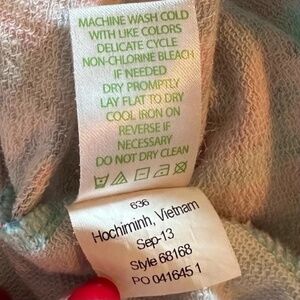 MACHINE WASH COLD
WITH LIKE COLORS
DELICATE CYCLE
NON-CHLORINE BLEACH
IF NEEDED
DRY PROMPTLY
LAY FLAT TO DRY
COOL IRON ON
REVERSE IF
NECESSARY
DO NOT DRY CLEAN
636
Hochiminh, Vietnam
Sep-13
Style 68168
PO 041645 1